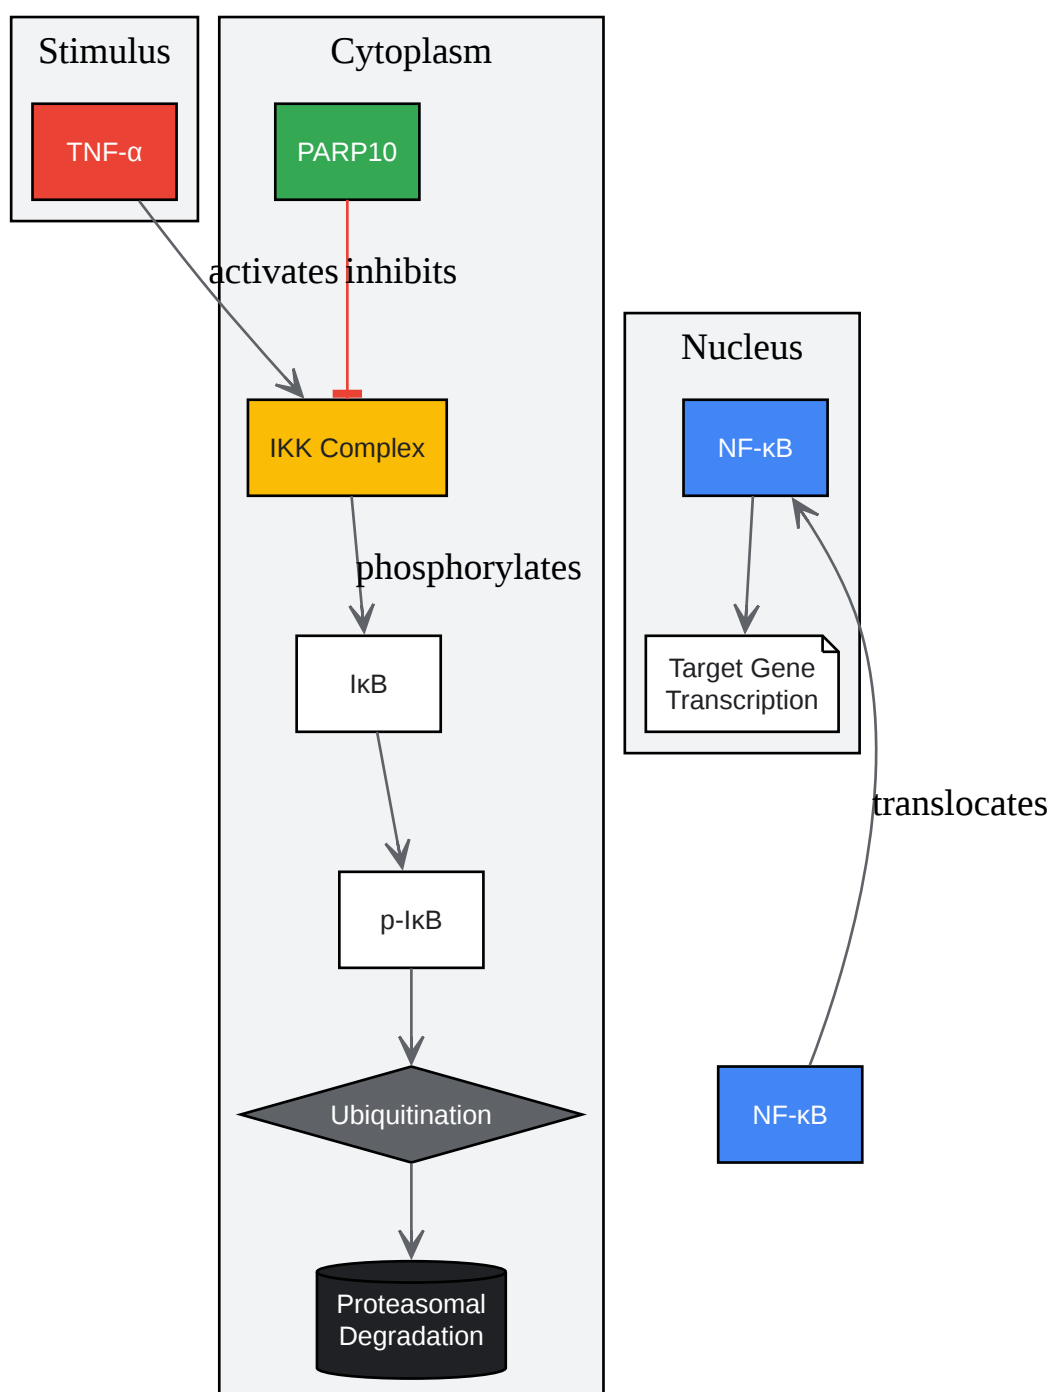 Stimulus
Cytoplasm
TNF-α
PARP10
activates
inhibits
Nucleus
IKK Complex
NF-κB
phosphorylates
IκB
Target Gene
Transcription
translocates
p-IκB
Ubiquitination
NF-κB
Proteasomal
Degradation